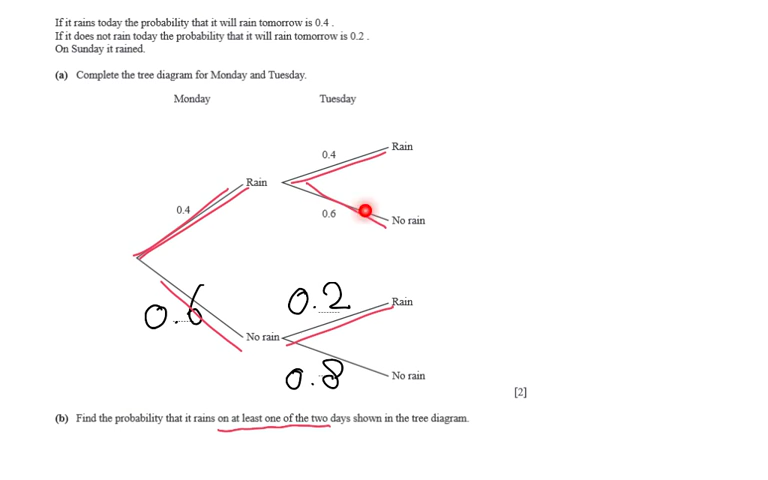 If it rains today the probability that it will rain tomorrow is 0.4 .
If it does not rain today the probability that it will rain tomorrow is 0.2 .
On Sunday it rained.
(a) Complete the tree diagram for Monday and Tuesday.
Monday Tuesday
Rain
0.4
Rain
0.4
0.6
No rain
0.6
0.2
Rain
No rain
0.8
No rain
[2]
(b) Find the probability that it rains on at least one of the two days shown in the tree diagram.